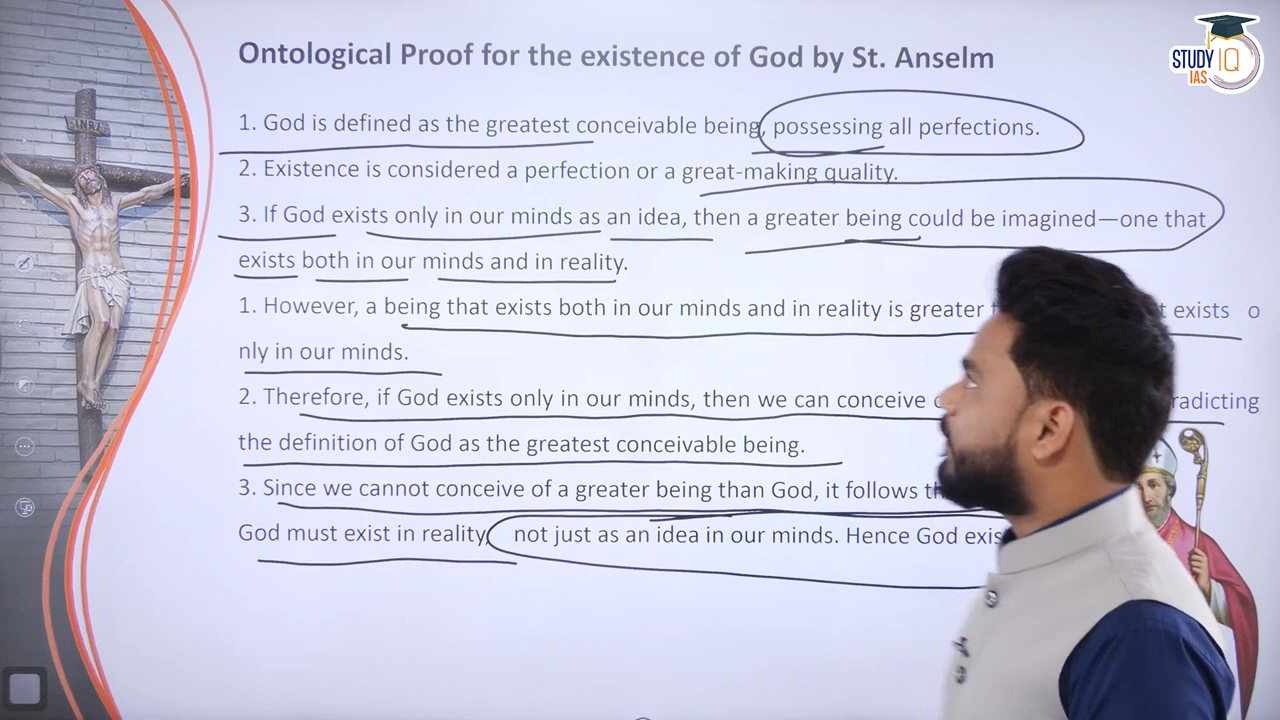 STUDY IQ
IAS
INRI
Ontological Proof for the existence of God by St. Anselm
1. God is defined as the greatest conceivable being, possessing all perfections.
2. Existence is considered a perfection or a great-making quality.
3. If God exists only in our minds as an idea, then a greater being could be imagined—one that
exists both in our minds and in reality.
1. However, a being that exists both in our minds and in reality is greater exists o
nly in our minds.
2. Therefore, if God exists only in our minds, then we can conceive
the definition of God as the greatest conceivable being.
3. Since we cannot conceive of a greater being than God, it follows
God must exist in reality, not just as an idea in our minds. Hence God